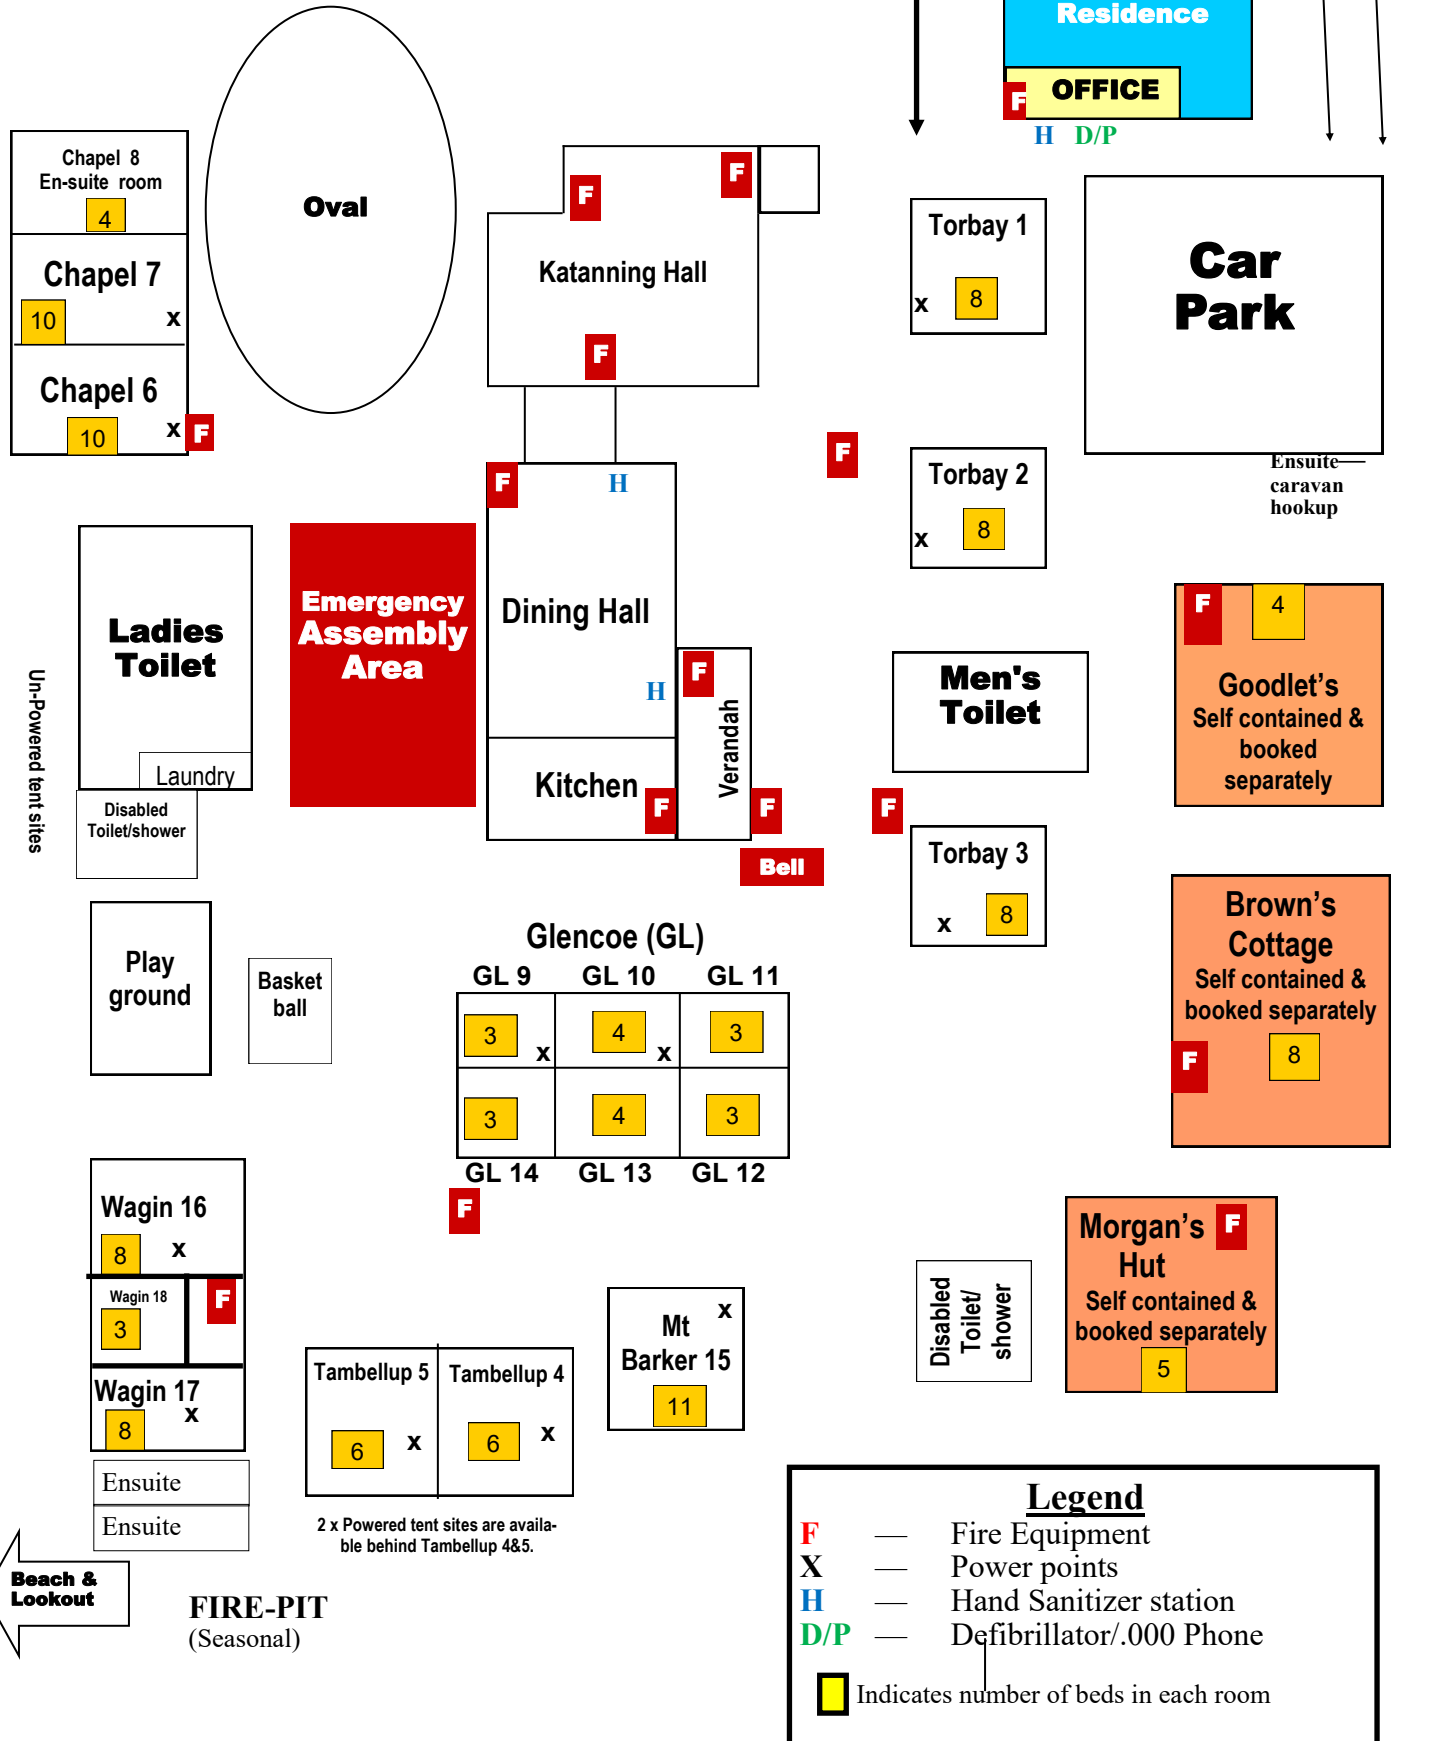 Residence
OFFICE
F
H D/P
Chapel 8
En-suite room
4
Chapel 7
10
x
Chapel 6
10
x
F
Oval
F
F
Katanning Hall
F
Torbay 1
x
8
Car
Park
Ensuite—
caravan
hookup
F
Torbay 2
x
8
F
H
Dining Hall
H
F
Verandah
Kitchen
F
F
Bell
Emergency
Assembly
Area
Ladies
Toilet
Laundry
Disabled
Toilet/shower
Un-Powered tent sites
Men's
Toilet
F
F
4
Goodlet's
Self contained &
booked
separately
Torbay 3
x
8
Brown's
Cottage
Self contained &
booked separately
F
8
Play
ground
Basket
ball
Glencoe (GL)
GL 9
GL 10
GL 11
3
x
4
x
3
3
4
3
GL 14
GL 13
GL 12
F
Wagin 16
8
x
Wagin 18
3
F
Wagin 17
8
x
Ensuite
Ensuite
Tambellup 5
6
x
Tambellup 4
6
x
2 x Powered tent sites are availa-
ble behind Tambellup 4&5.
x
Mt
Barker 15
11
Disabled
Toilet/
shower
Morgan's
F
Hut
Self contained &
booked separately
5
Beach &
Lookout
FIRE-PIT
(Seasonal)
Legend
F — Fire Equipment
X — Power points
H — Hand Sanitizer station
D/P — Defibrillator/.000 Phone
Indicates number of beds in each room